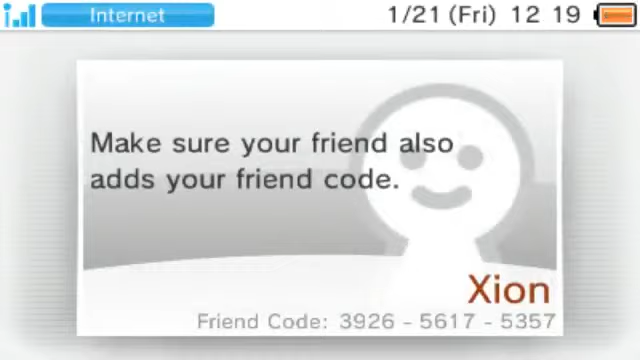 Internet
1/21 (Fri) 12 19
Make sure your friend also
adds your friend code.
Xion
Friend Code: 3926 - 5617 - 5357